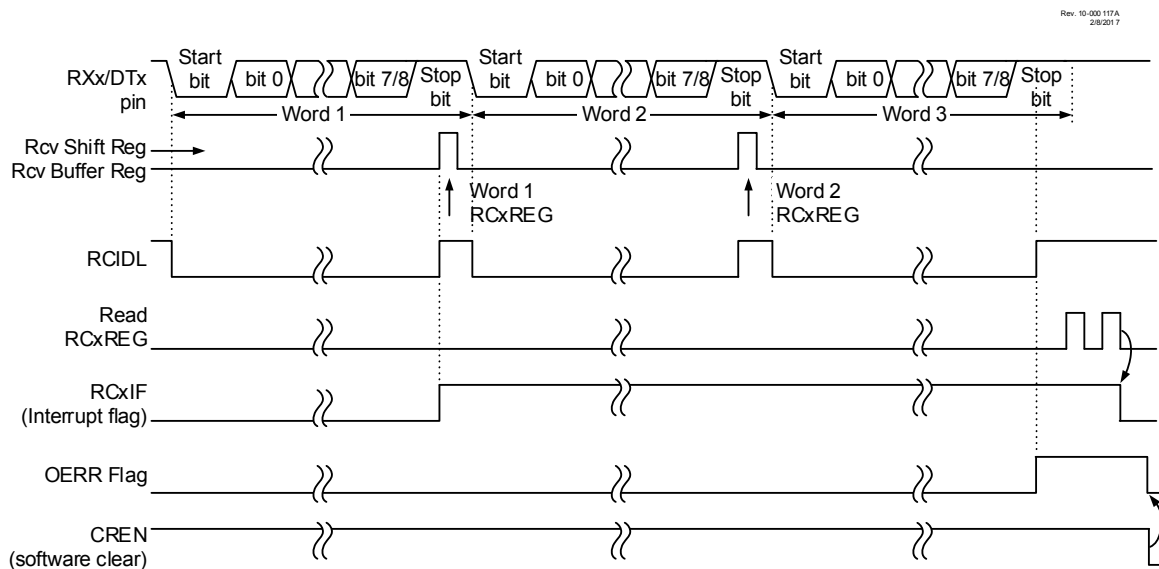 Rev. 10-000 117A
2/8/201 7
RXx/DTx
pin
Start
bit
bit 0
bit 7/8
Stop
bit
Start
bit
bit 0
bit 7/8
Stop
bit
Start
bit
bit 0
bit 7/8
Stop
bit
Word 1
Word 2
Word 3
Rcv Shift Reg
Rcv Buffer Reg
Word 1
RCxREG
Word 2
RCxREG
RCIDL
Read
RCxREG
RCxIF
(Interrupt flag)
OERR Flag
CREN
(software clear)